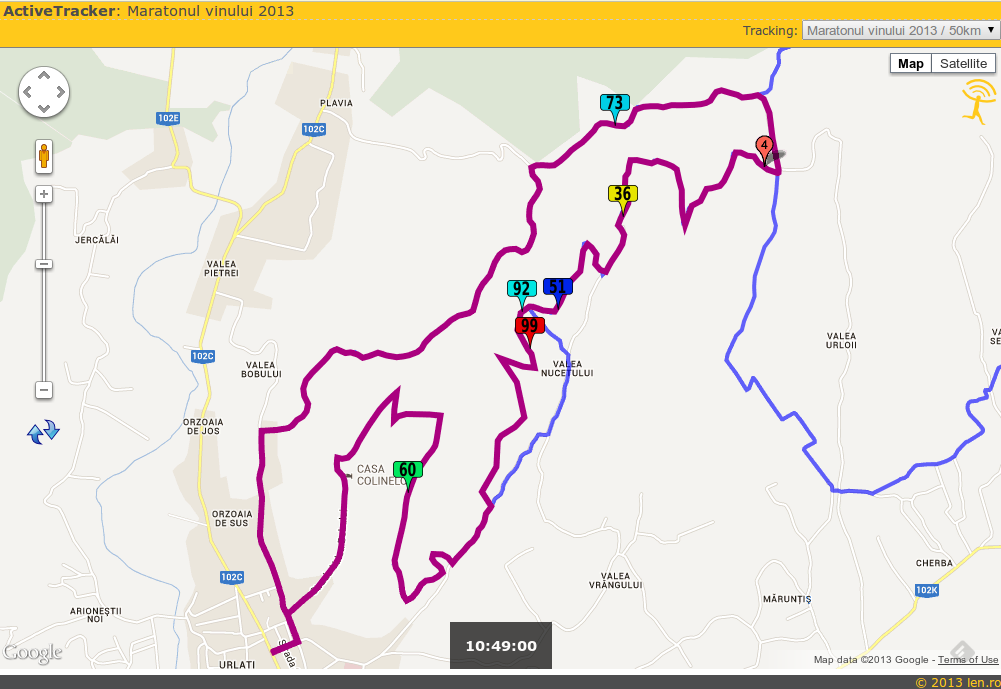 ActiveTracker: Maratonul vinului 2013
Tracking: Maratonul vinului 2013 / 50km
Map Satellite
73
PLAVIA
102E
102C
4
36
JERCĂLĂI
VALEA
PIETREI
92
51
99
VALEA
URLOII
102C
VALEA
BOBULUI
VALEA
NUCETULUI
ORZOAIA
DE JOS
60
CASA
COLINELO
ORZOAIA
DE SUS
102C
VALEA
VRÂNGULUI
CHERBA
102K
MĂRUNȚIȘ
ARIONEȘTII
NOI
10:49:00
Google
URLATI
Map data ©2013 Google - Terms of Use
© 2013 len.ro